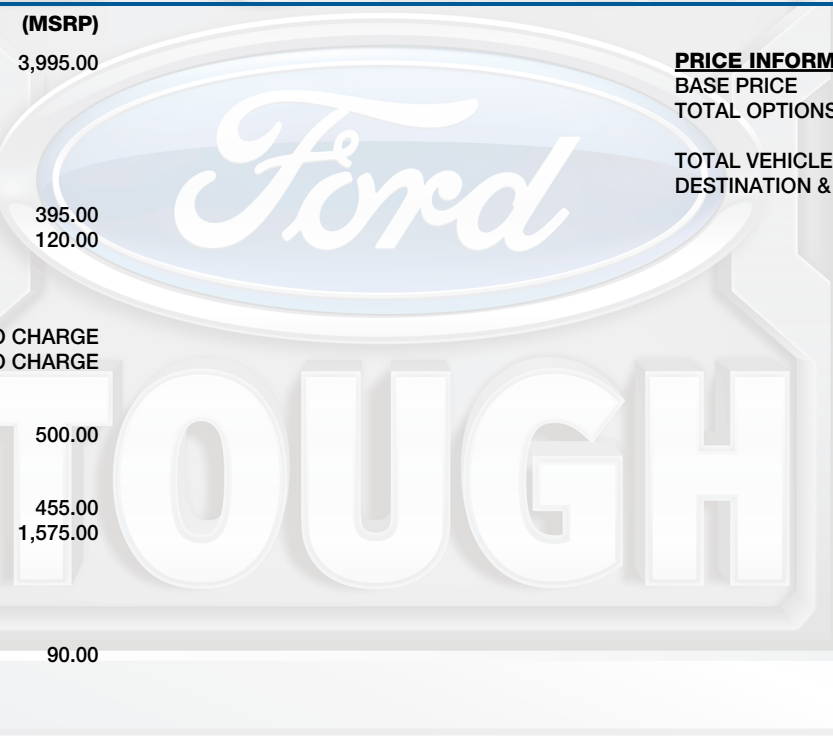 (MSRP)
3,995.00
395.00
120.00
CHARGE
CHARGE
500.00
455.00
1,575.00
90.00
PRICE INFORM
BASE PRICE
TOTAL OPTIONS
TOTAL VEHICLE
DESTINATION &
Ford
TOUGH